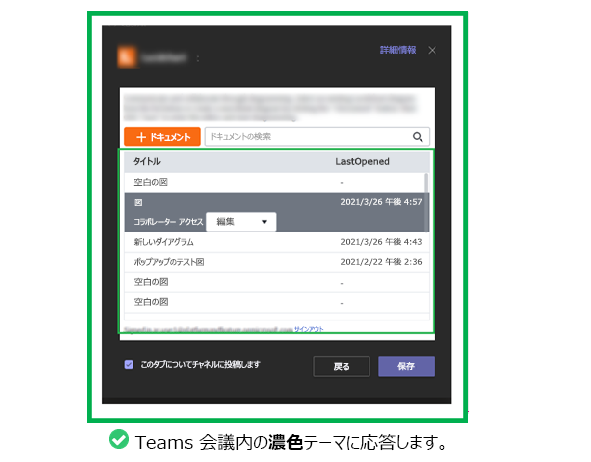 詳細情報
＋ ドキュメント
ドキュメントの検索
タイトル LastOpened
空白の図 -
図 2021/3/26 午後 4:57
コラボレーター アクセス 編集
新しいダイアグラム 2021/3/26 午後 4:43
ポップアップのテスト図 2021/2/22 午後 2:36
空白の図 -
空白の図 -
サインアウト
このタブについてチャネルに投稿します 戻る 保存
Teams 会議内の濃色テーマに応答します。